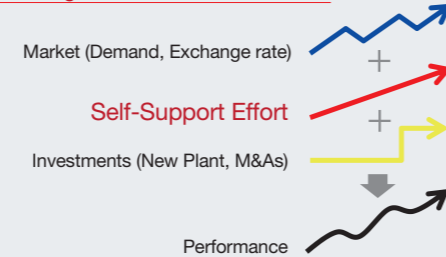 Market (Demand, Exchange rate)
+
Self-Support Effort
+
Investments (New Plant, M&As)
Performance